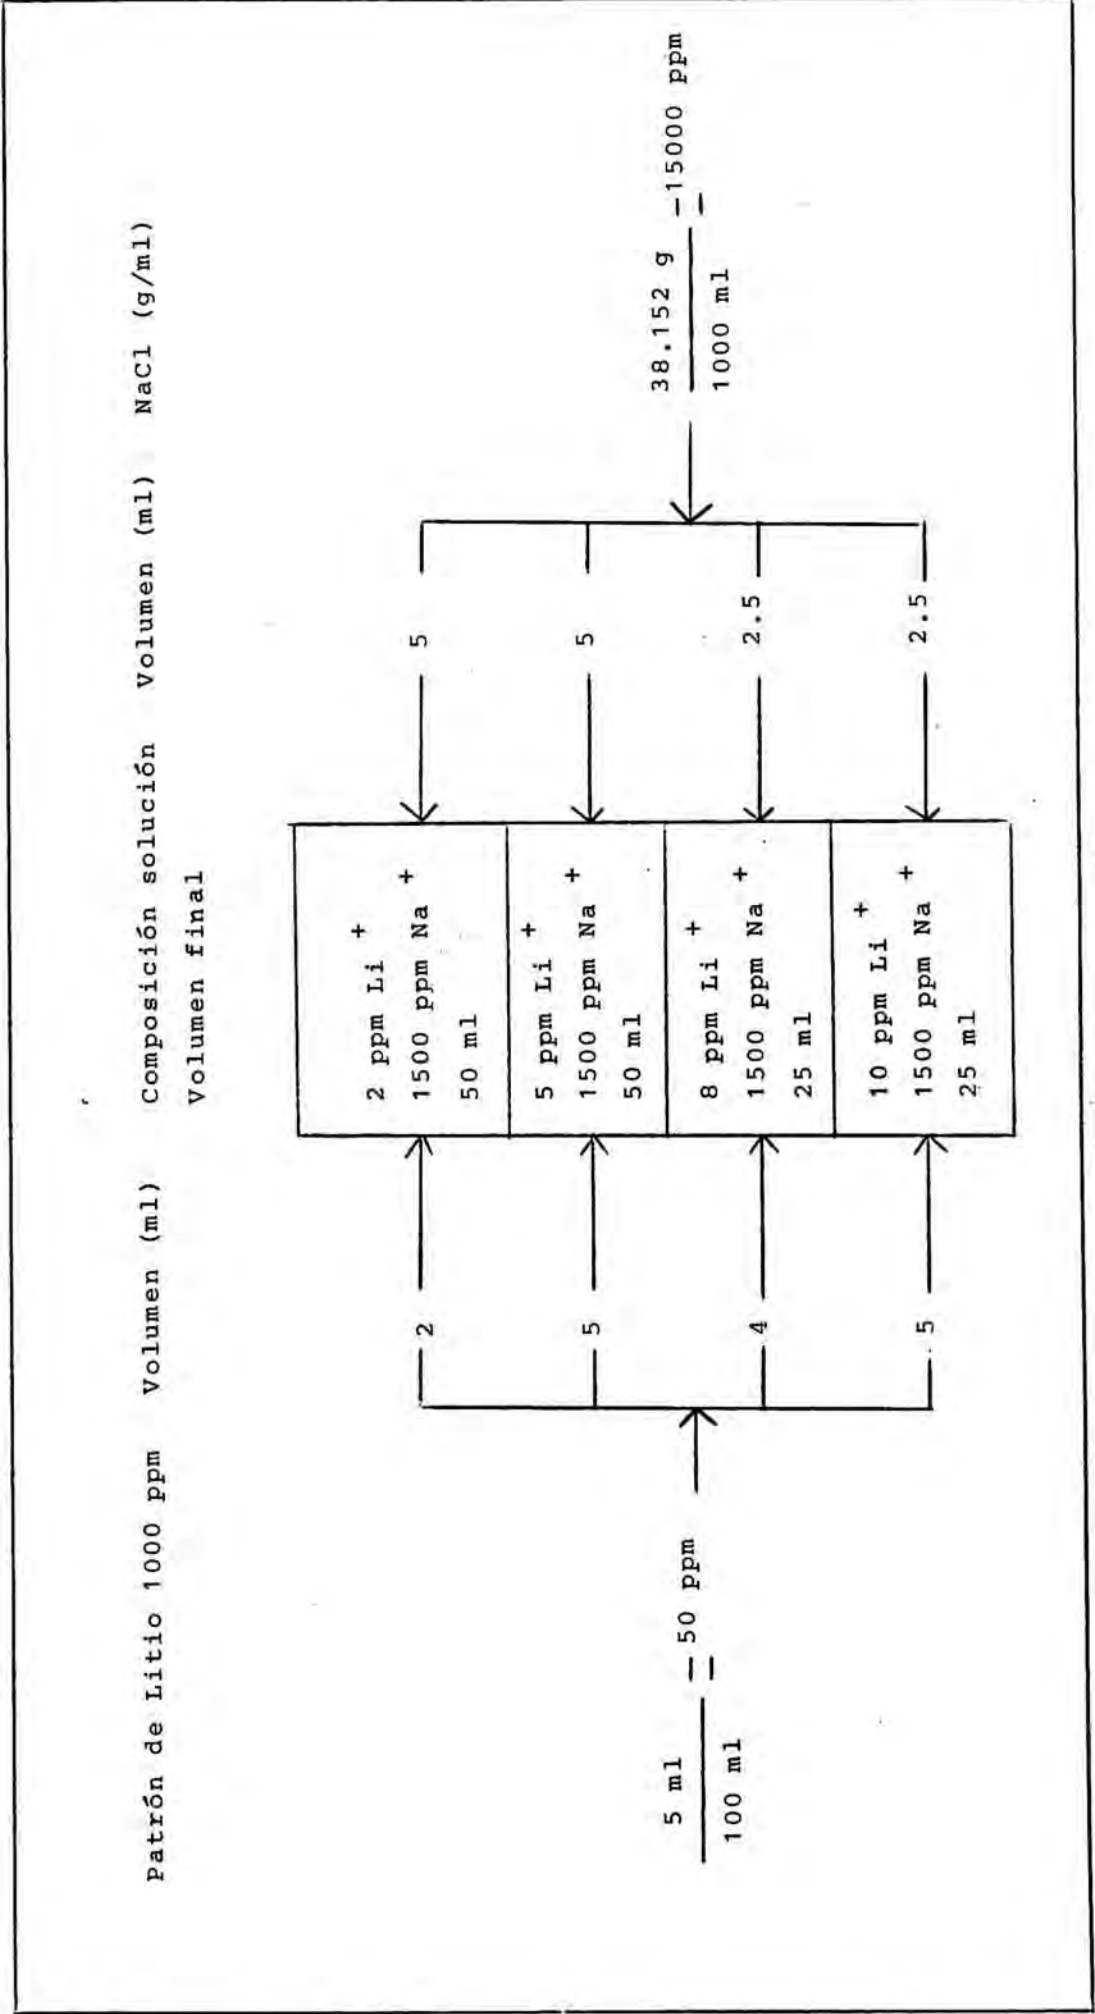 Patrón de Litio 1000 ppm Volumen (ml) Composición solución Volumen (ml) NaCl (g/ml)
Volumen final
5 ml
100 ml
= 50 ppm
2
5
4
5
2 ppm Li +
1500 ppm Na +
50 ml
5 ppm Li +
1500 ppm Na +
50 ml
8 ppm Li +
1500 ppm Na +
25 ml
10 ppm Li +
1500 ppm Na +
25 ml
5
5
2.5
2.5
38.152 g
1000 ml
= 15000 ppm